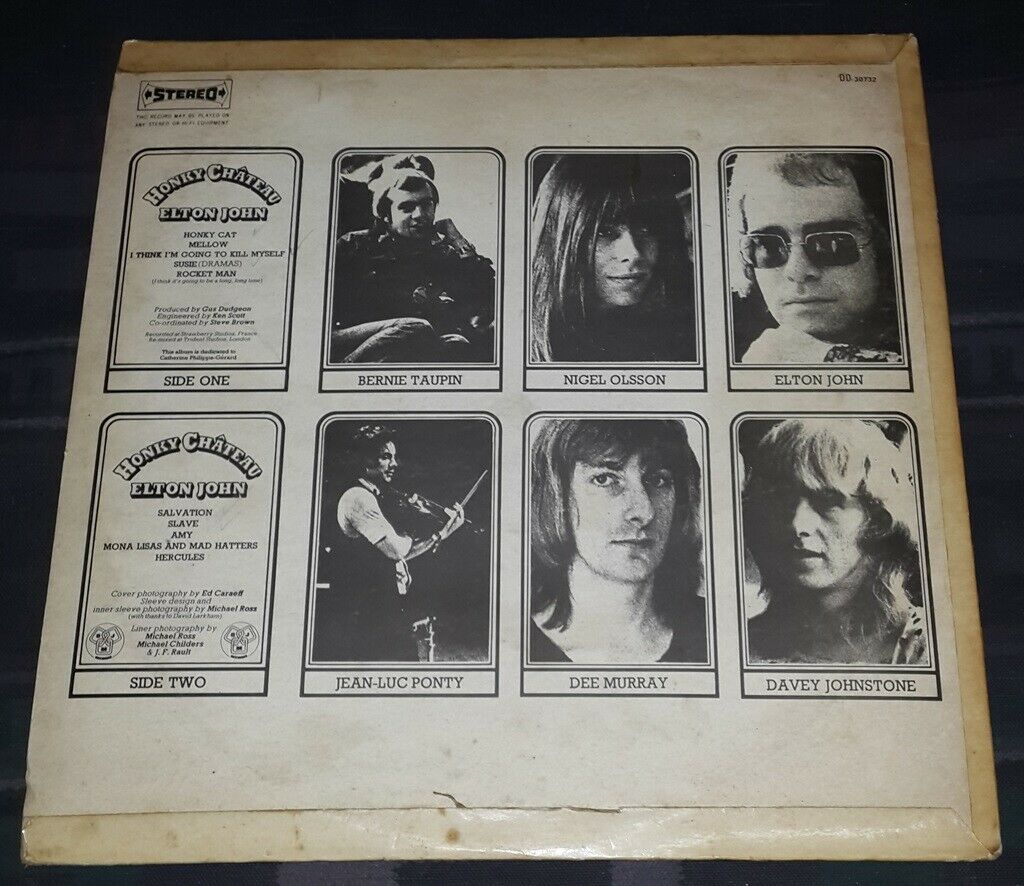 STEREO
THIS RECORD MAY BE PLAYED ON
ANY STEREO OR HI-FI EQUIPMENT
DD. 30732
HONKY CHÂTEAU
ELTON JOHN
HONKY CAT
MELLOW
I THINK I'M GOING TO KILL MYSELF
SUSIE (DRAMAS)
ROCKET MAN
(I think it's going to be a long, long time)
Produced by Gus Dudgeon
Engineered by Ken Scott
Co-ordinated by Steve Brown
Recorded at Strawberry Studios, France
Re-mixed at Trident Studios, London
This album is dedicated to
Catherine Philippe-Gérard
SIDE ONE
BERNIE TAUPIN
NIGEL OLSSON
ELTON JOHN
HONKY CHÂTEAU
ELTON JOHN
SALVATION
SLAVE
AMY
MONA LISAS AND MAD HATTERS
HERCULES
Cover photography by Ed Caraeff
Sleeve design and
inner sleeve photography by Michael Ross
(with thanks to David Larkham)
Liner photography by
Michael Ross
Michael Childers
& J. F. Rault
SIDE TWO
JEAN-LUC PONTY
DEE MURRAY
DAVEY JOHNSTONE